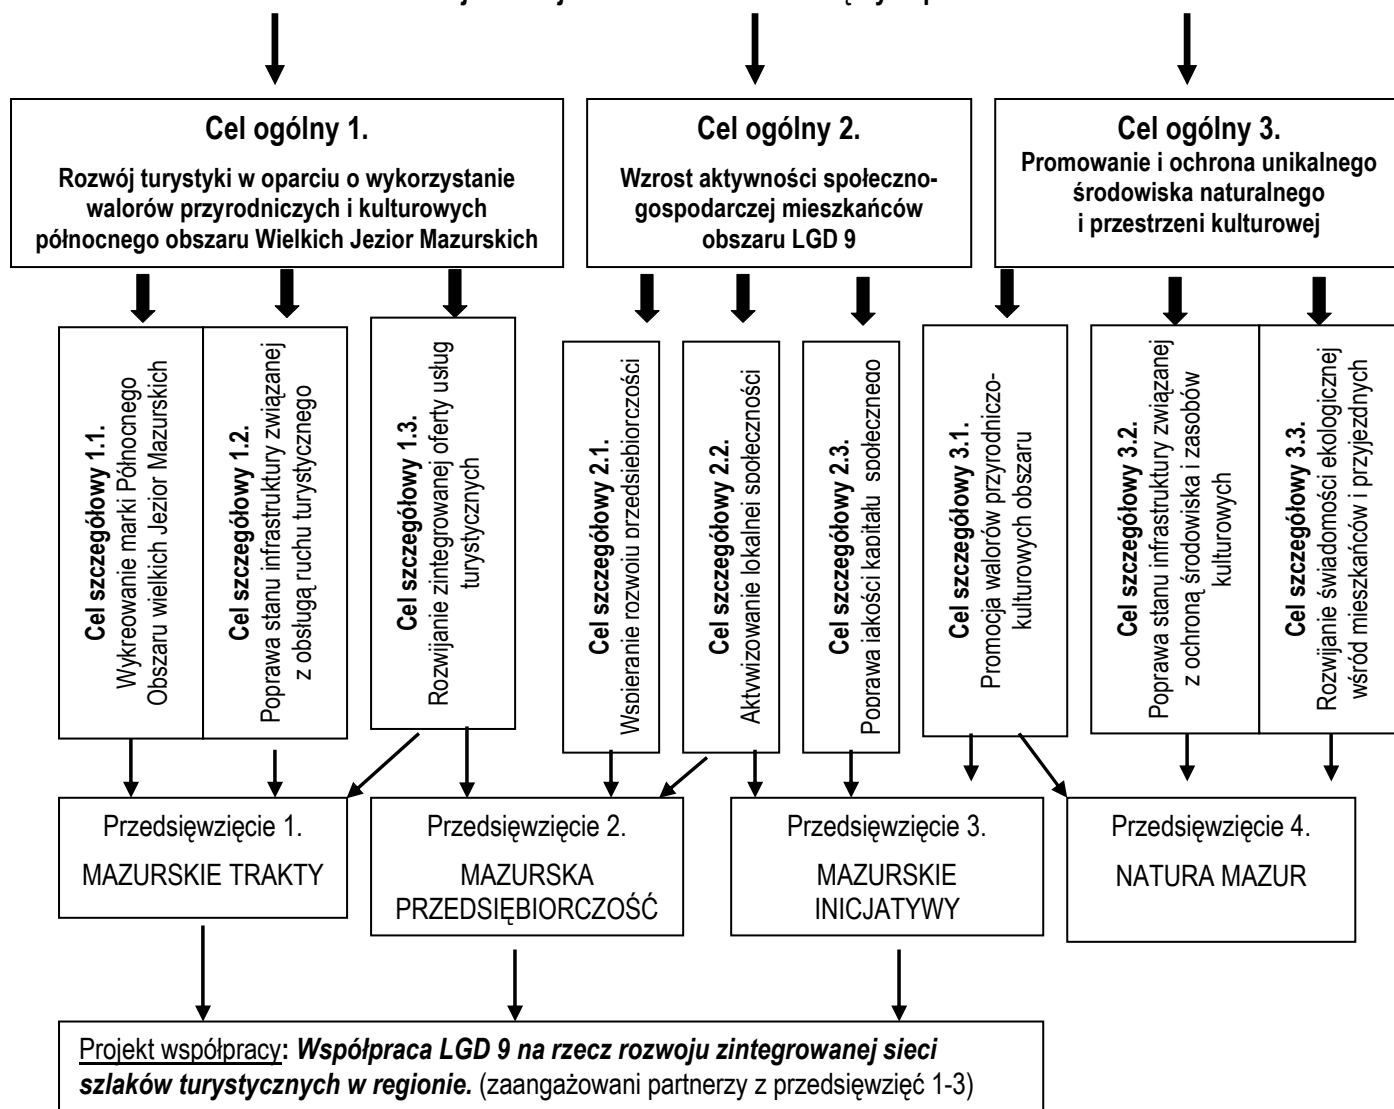 Cel ogólny 1.
Rozwój turystyki w oparciu o wykorzystanie
walorów przyrodniczych i kulturowych
północnego obszaru Wielkich Jezior Mazurskich
Cel ogólny 2.
Wzrost aktywności społeczno-
gospodarczej mieszkańców
obszaru LGD 9
Cel ogólny 3.
Promowanie i ochrona unikalnego
środowiska naturalnego
i przestrzeni kulturowej
Cel szczegółowy 1.1.
Wykreowanie marki Północnego
Obszaru wielkich Jezior Mazurskich
Cel szczegółowy 1.2.
Poprawa stanu infrastruktury związanej
z obsługą ruchu turystycznego
Cel szczegółowy 1.3.
Rozwijanie zintegrowanej oferty usług
turystycznych
Cel szczegółowy 2.1.
Wspieranie rozwoju przedsiębiorczości
Cel szczegółowy 2.2.
Aktywizowanie lokalnej społeczności
Cel szczegółowy 2.3.
Poprawa jakości kapitału społecznego
Cel szczegółowy 3.1.
Promocja walorów przyrodniczo-
kulturowych obszaru
Cel szczegółowy 3.2.
Poprawa stanu infrastruktury związanej
z ochroną środowiska i zasobów
kulturowych
Cel szczegółowy 3.3.
Rozwijanie świadomości ekologicznej
wśród mieszkańców i przyjezdnych
Przedsięwzięcie 1.
MAZURSKIE TRAKTY
Przedsięwzięcie 2.
MAZURSKA
PRZEDSIĘBIORCZOŚĆ
Przedsięwzięcie 3.
MAZURSKIE
INICJATYWY
Przedsięwzięcie 4.
NATURA MAZUR
Projekt współpracy: Współpraca LGD 9 na rzecz rozwoju zintegrowanej sieci
szlaków turystycznych w regionie. (zaangażowani partnerzy z przedsięwzięć 1-3)